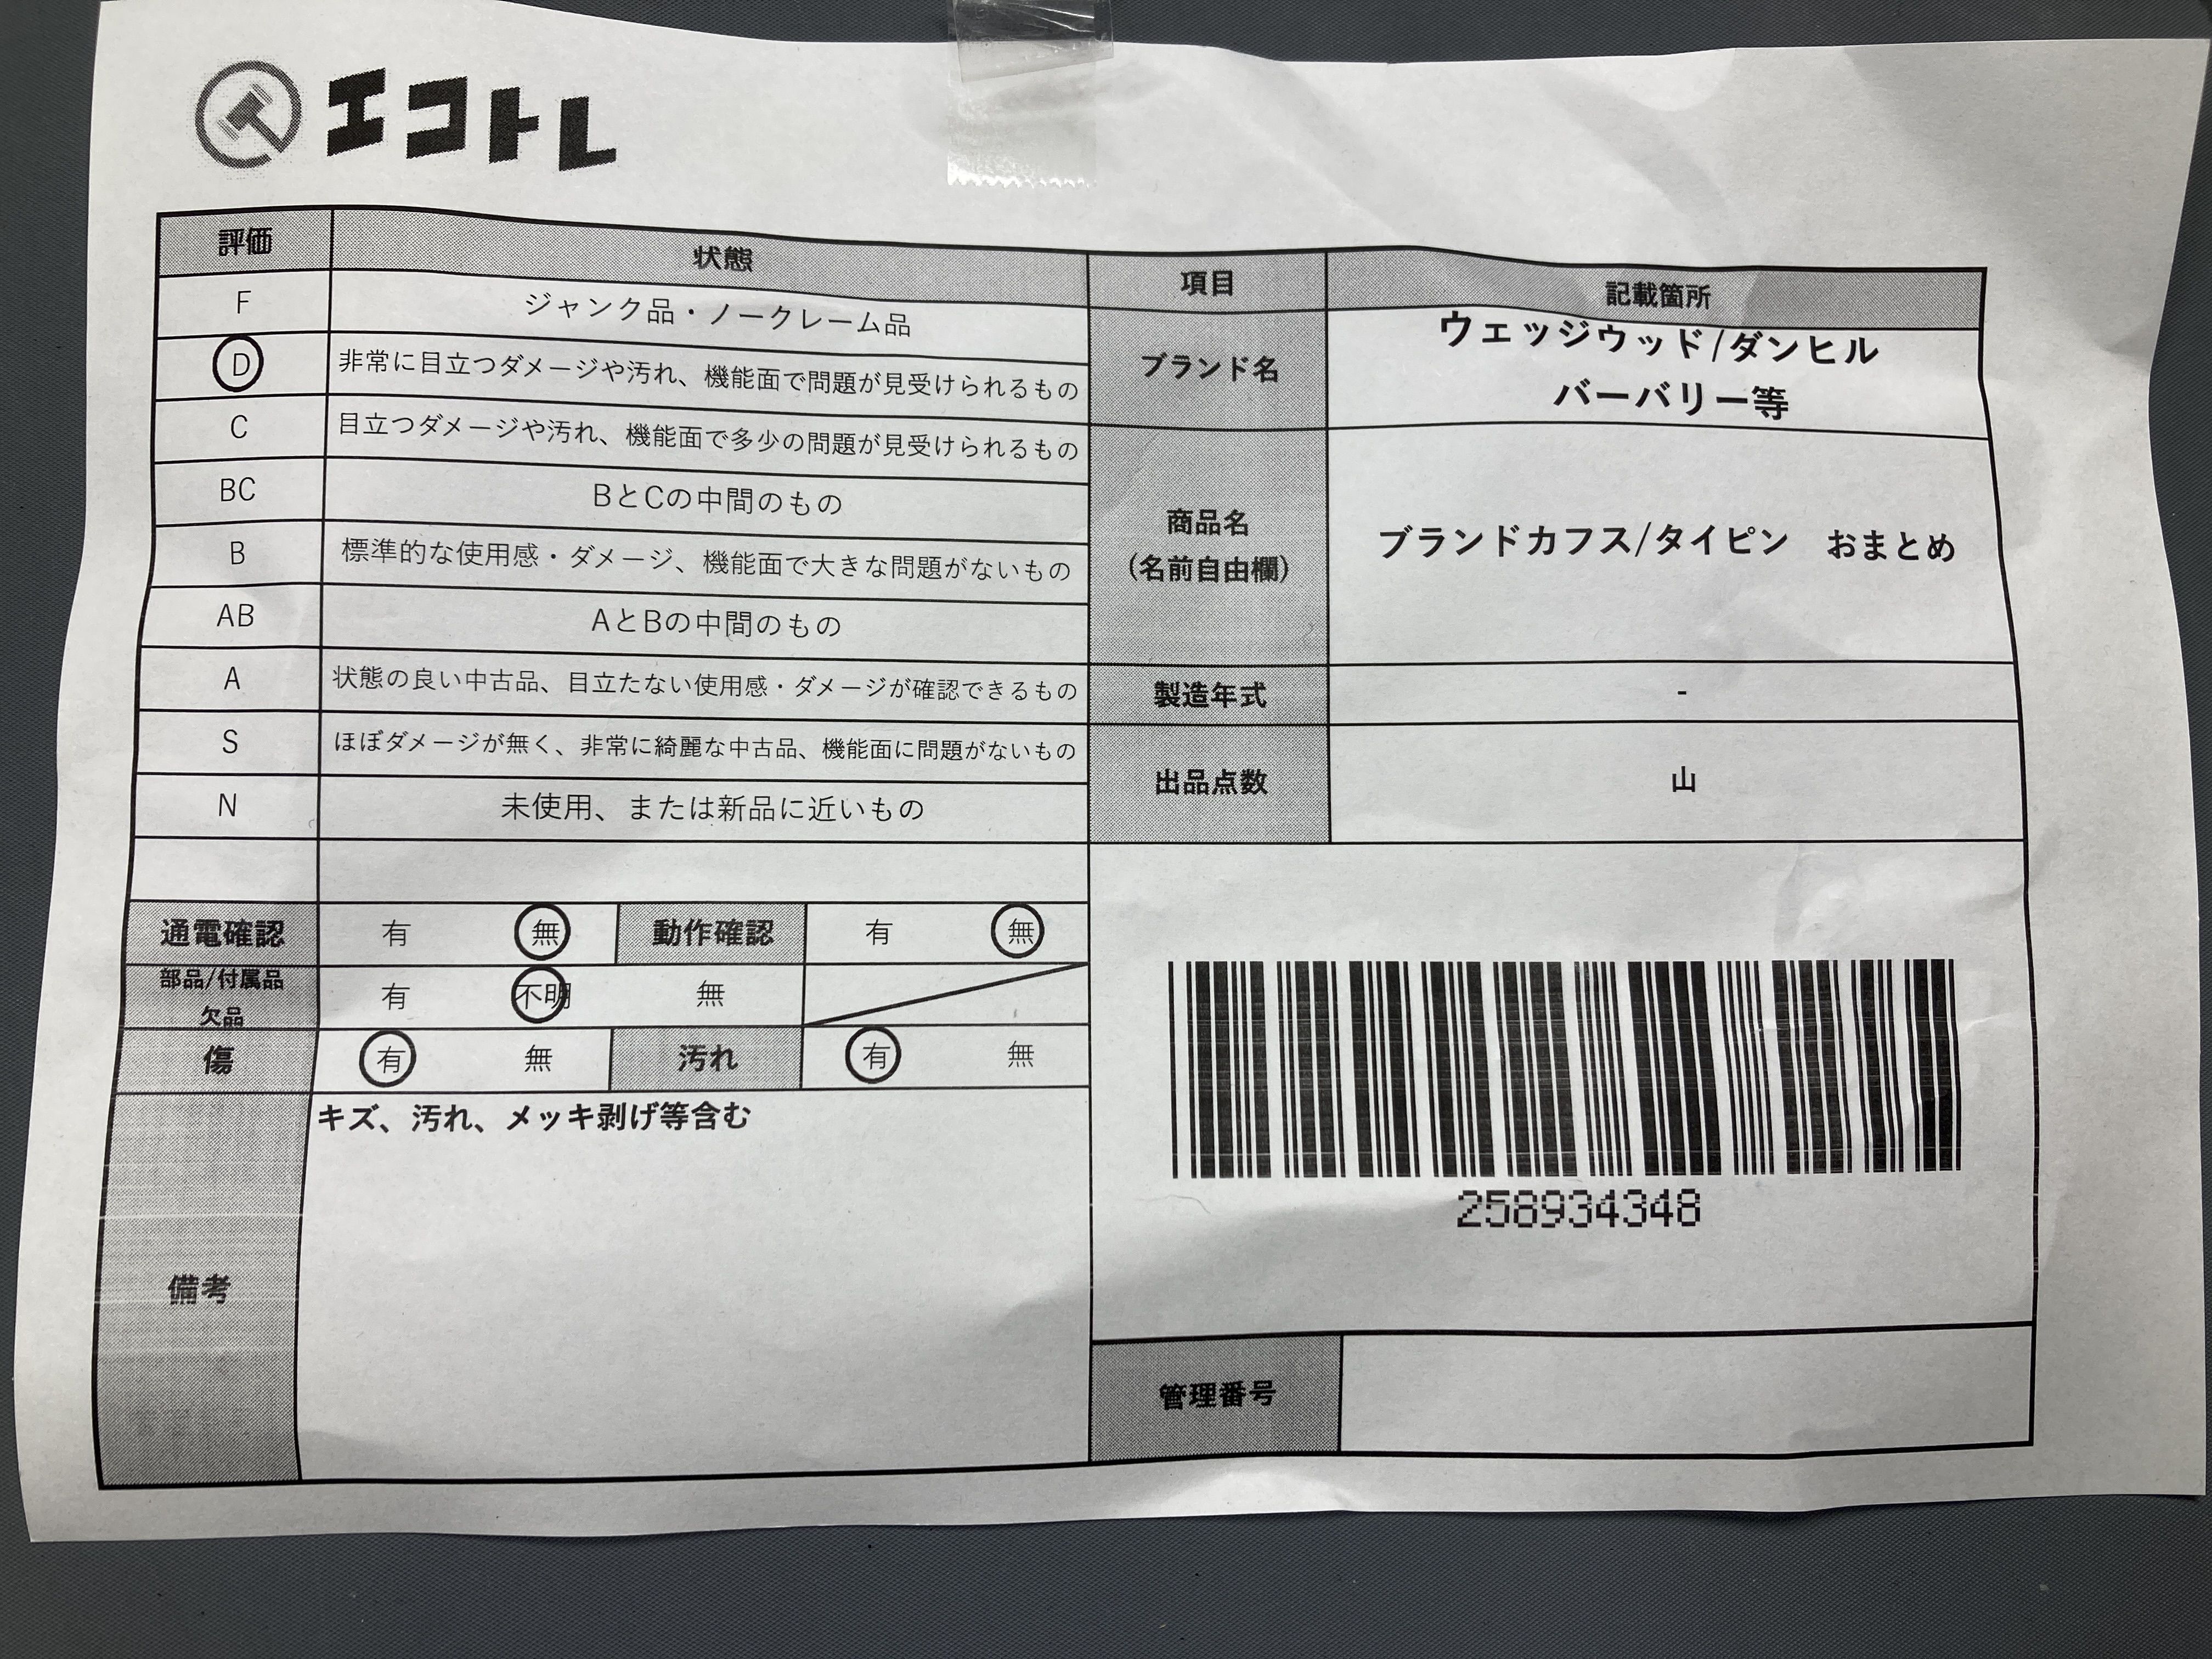 エコトレ
評価 状態
F ジャンク品・ノークレーム品
D 非常に目立つダメージや汚れ、機能面で問題が見受けられるもの
C 目立つダメージや汚れ、機能面で多少の問題が見受けられるもの
BC BとCの中間のもの
B 標準的な使用感・ダメージ、機能面で大きな問題がないもの
AB AとBの中間のもの
A 状態の良い中古品、目立たない使用感・ダメージが確認できるもの
S ほぼダメージが無く、非常に綺麗な中古品、機能面に問題がないもの
N 未使用、または新品に近いもの
通電確認 有 無 動作確認 有 無
部品/付属品
欠品 有 不明 無
傷 有 無 汚れ 有 無
備考 キズ、汚れ、メッキ剥げ等含む
項目 記載箇所
ブランド名 ウェッジウッド/ダンヒル
バーバリー等
商品名
(名前自由欄) ブランドカフス/タイピン おまとめ
製造年式 -
出品点数 山
258934348
管理番号